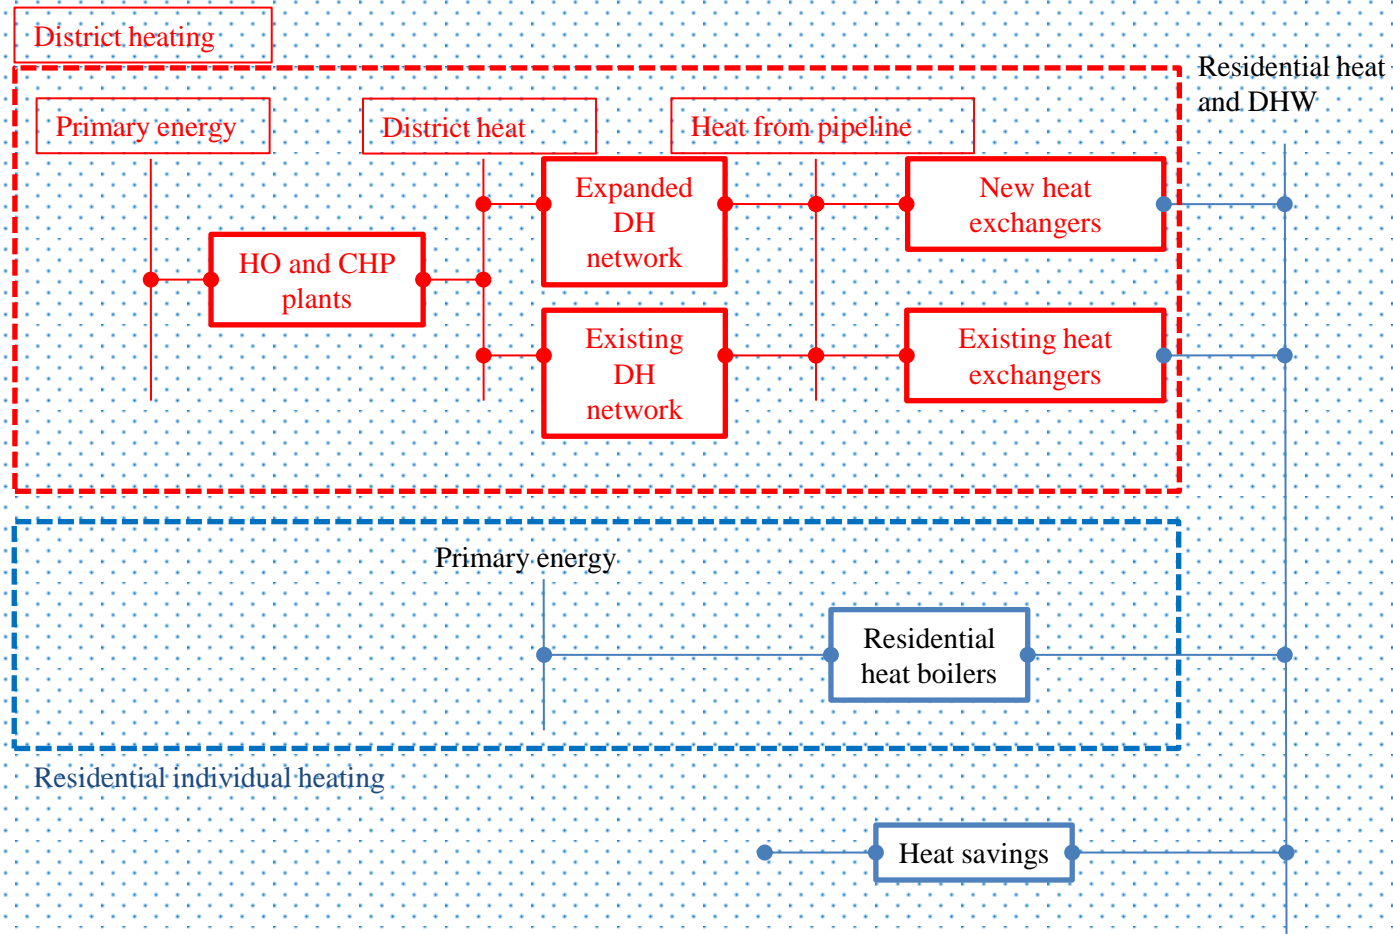 District heating
Residential heat
and DHW
Primary energy
District heat
Heat from pipeline
Expanded
DH
network
New heat
exchangers
HO and CHP
plants
Existing
DH
network
Existing heat
exchangers
Primary energy
Residential
heat boilers
Residential individual heating
Heat savings